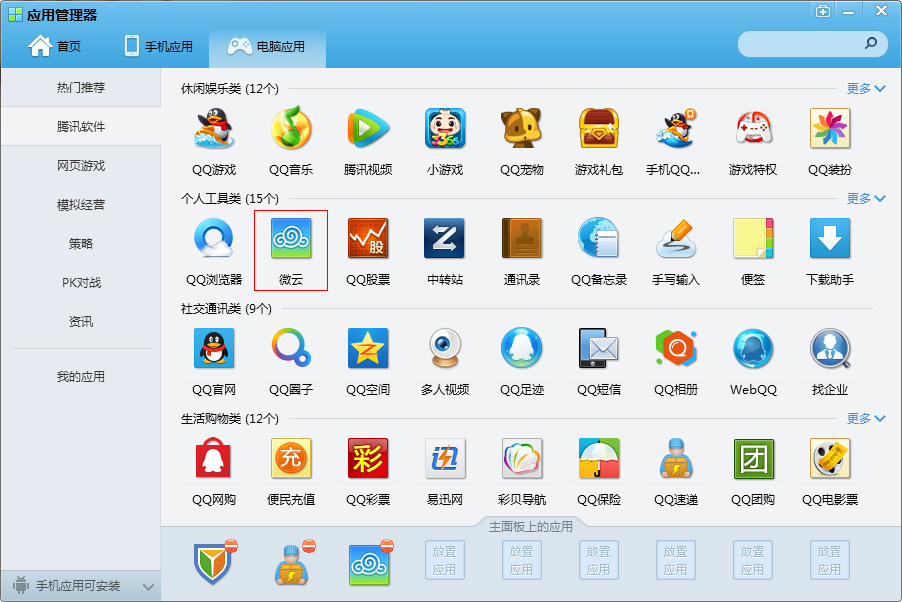 应用管理器
首页
手机应用
电脑应用
热门推荐
腾讯软件
网页游戏
模拟经营
策略
PK对战
资讯
我的应用
手机应用可安装
休闲娱乐类 (12个)
更多
QQ游戏
QQ音乐
腾讯视频
365
小游戏
QQ宠物
游戏礼包
手机QQ...
游戏特权
QQ装扮
个人工具类 (15个)
更多
股
QQ浏览器
微云
QQ股票
中转站
通讯录
QQ备忘录
手写输入
便签
下载助手
社交通讯类 (9个)
QQ官网
QQ圈子
QQ空间
多人视频
QQ足迹
QQ短信
QQ相册
WebQQ
找企业
生活购物类 (12个)
更多
充
彩
团
QQ网购
便民充值
QQ彩票
易迅网
彩贝导航
QQ保险
QQ速递
QQ团购
QQ电影票
主面板上的应用
放置
应用
放置
应用
放置
应用
放置
应用
放置
应用
放置
应用